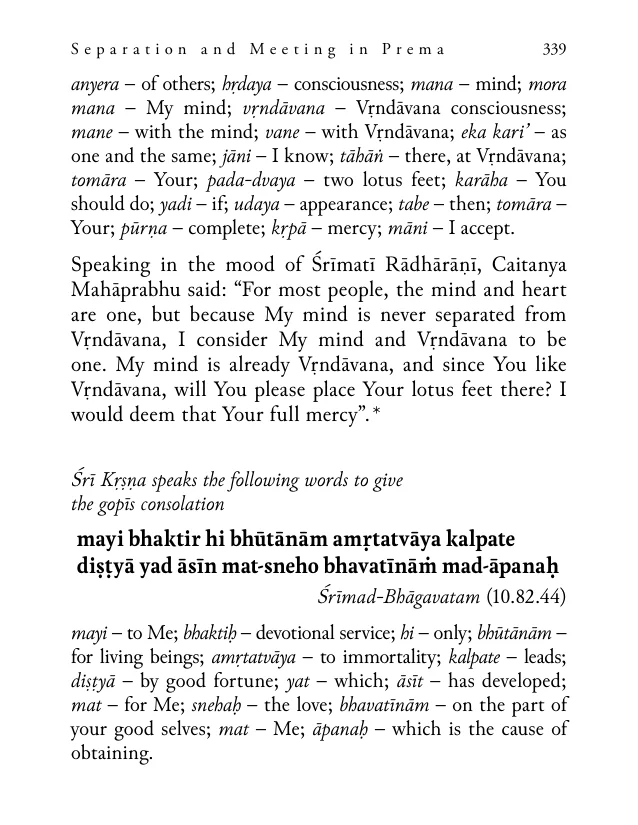 Separation and Meeting in Prema 339
anyera – of others; hṛdaya – consciousness; mana – mind; mora
mana – My mind; vṛndāvana – Vṛndāvana consciousness;
mane – with the mind; vane – with Vṛndāvana; eka kari’ – as
one and the same; jāni – I know; tāhāṅ – there, at Vṛndāvana;
tomāra – Your; pada-dvaya – two lotus feet; karāha – You
should do; yadi – if; udaya – appearance; tabe – then; tomāra –
Your; pūrṇa – complete; kṛpā – mercy; māni – I accept.
Speaking in the mood of Śrīmatī Rādhārāṇī, Caitanya
Mahāprabhu said: “For most people, the mind and heart
are one, but because My mind is never separated from
Vṛndāvana, I consider My mind and Vṛndāvana to be
one. My mind is already Vṛndāvana, and since You like
Vṛndāvana, will You please place Your lotus feet there? I
would deem that Your full mercy”.*
Śrī Kṛṣṇa speaks the following words to give
the gopīs consolation
mayi bhaktir hi bhūtānām amṛtatvāya kalpate
diṣṭyā yad āsīn mat-sneho bhavatīnāṁ mad-āpanaḥ
Śrīmad-Bhāgavatam (10.82.44)
mayi – to Me; bhaktiḥ – devotional service; hi – only; bhūtānām –
for living beings; amṛtatvāya – to immortality; kalpate – leads;
diṣṭyā – by good fortune; yat – which; āsīt – has developed;
mat – for Me; snehaḥ – the love; bhavatīnām – on the part of
your good selves; mat – Me; āpanaḥ – which is the cause of
obtaining.